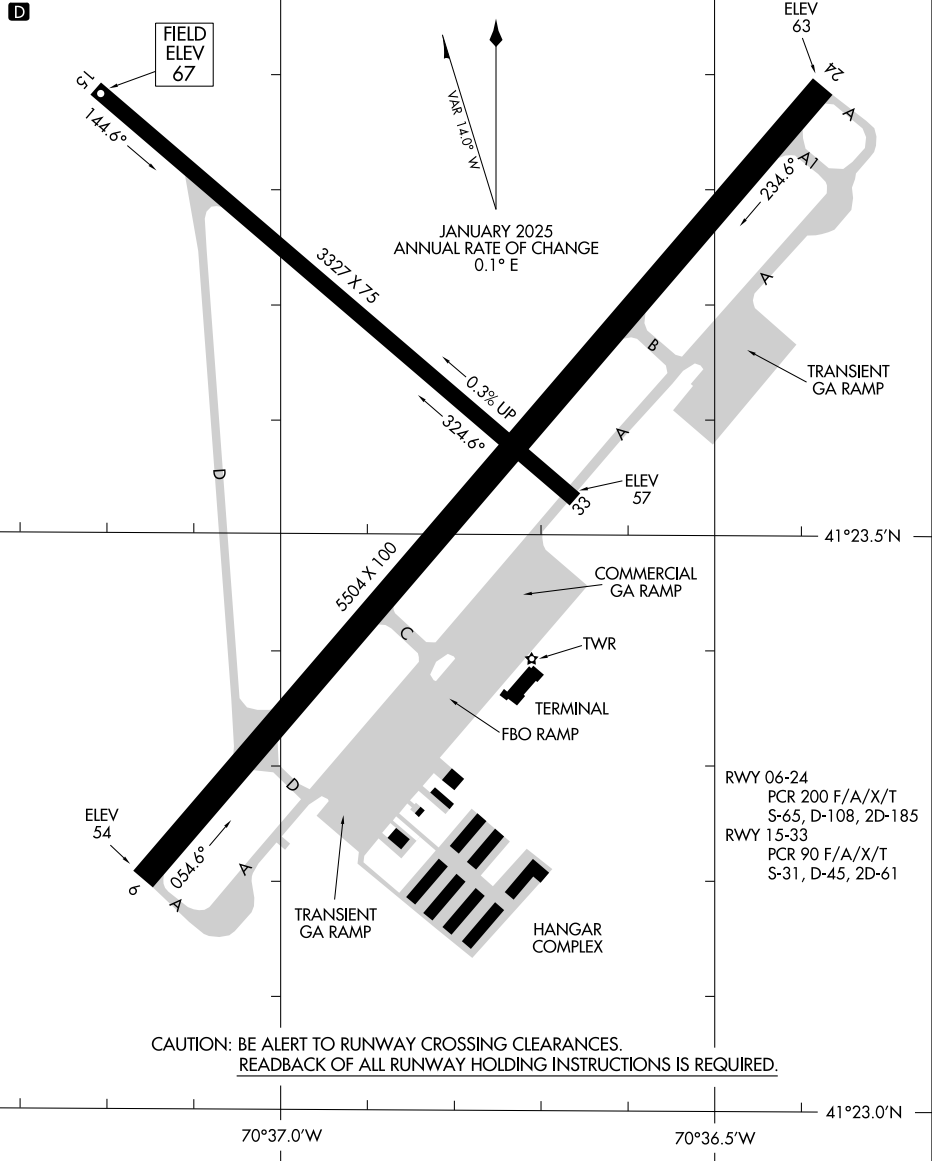 D
FIELD
ELEV
67
ELEV
63
15
144.6°
VAR 14.0° W
24
A
A1
234.6°
JANUARY 2025
ANNUAL RATE OF CHANGE
0.1° E
3327 X 75
A
B
TRANSIENT
GA RAMP
0.3% UP
324.6°
A
D
ELEV
57
33
41°23.5'N
5504 X 100
COMMERCIAL
GA RAMP
C
TWR
TERMINAL
FBO RAMP
D
RWY 06-24
PCR 200 F/A/X/T
S-65, D-108, 2D-185
RWY 15-33
PCR 90 F/A/X/T
S-31, D-45, 2D-61
ELEV
54
054.6°
6
A
A
TRANSIENT
GA RAMP
HANGAR
COMPLEX
CAUTION: BE ALERT TO RUNWAY CROSSING CLEARANCES.
READBACK OF ALL RUNWAY HOLDING INSTRUCTIONS IS REQUIRED.
41°23.0'N
70°37.0'W
70°36.5'W